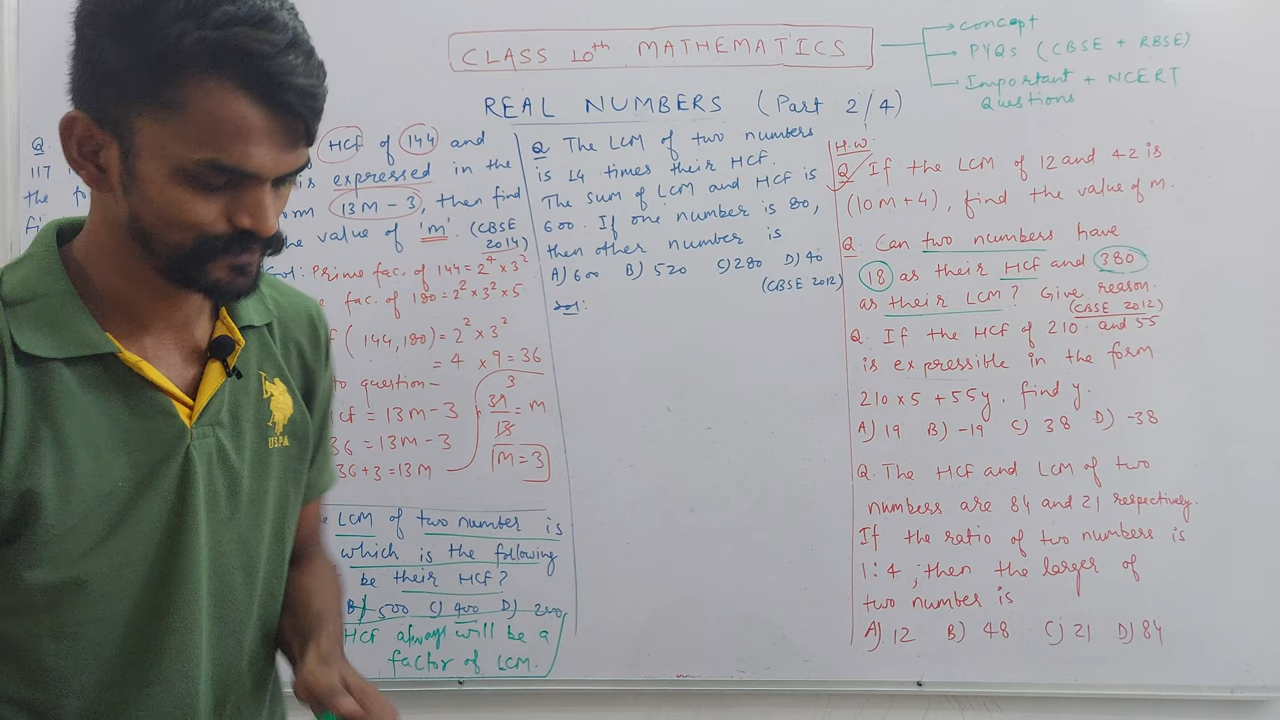 CLASS 10th MATHEMATICS
concept
PYQs (CBSE + RBSE)
Important + NCERT
Questions
REAL NUMBERS (Part 2/4)
Q.
117
the
HCF of 144 and
is expressed in the
13M - 3, then find
value of 'm'. (CBSE
2014)
Sol: Prime fac. of 144 = 2^4 × 3^2
fac. of 180 = 2^2 × 3^2 × 5
(144, 180) = 2^2 × 3^2
= 4 × 9 = 36
to question -
= 13M - 3
36 = 13M - 3
36 + 3 = 13M
3
39/13 = M
M = 3
LCM of two number is
which is the following
be their HCF?
B) 500 C) 400 D) 200
HCF always will be a
factor of LCM.
Q The LCM of two numbers
is 14 times their HCF.
The sum of LCM and HCF is
600. If one number is 80,
then other number is
A) 600 B) 520 C) 280 D) 40
(CBSE 2012)
Sol:
H.W.
Q If the LCM of 12 and 42 is
(10M + 4), find the value of m.
Q. Can two numbers have
18 as their HCF and 380
as their LCM? Give reason.
(CBSE 2012)
Q. If the HCF of 210 and 55
is expressible in the form
210 × 5 + 55y, find y.
A) 19 B) -19 C) 38 D) -38
Q. The HCF and LCM of two
numbers are 84 and 21 respectively.
If the ratio of two numbers is
1:4, then the larger of
two number is
A) 12 B) 48 C) 21 D) 84
U.S.P.A.